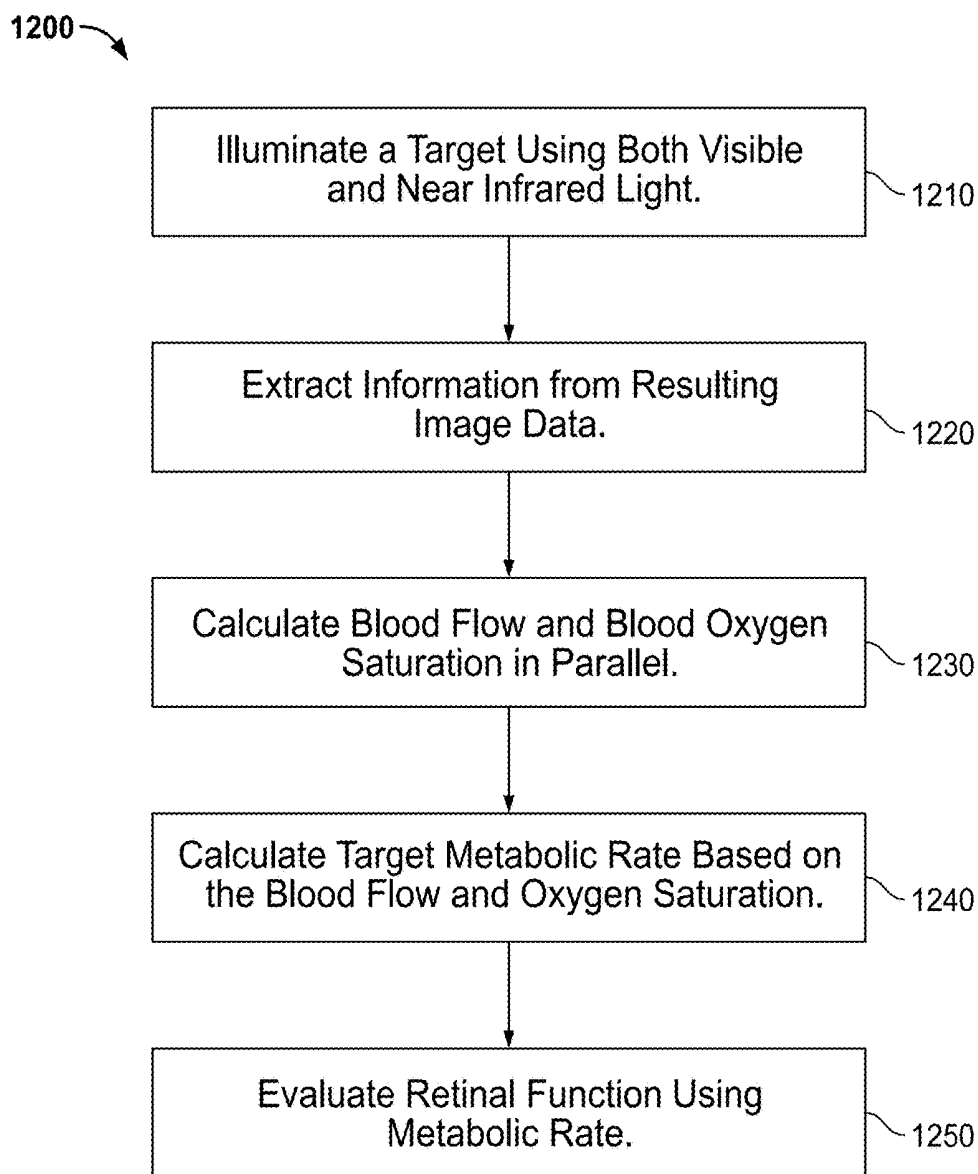 1200
Illuminate a Target Using Both Visible
and Near Infrared Light.
1210
Extract Information from Resulting
Image Data.
1220
Calculate Blood Flow and Blood Oxygen
Saturation in Parallel.
1230
Calculate Target Metabolic Rate Based on
the Blood Flow and Oxygen Saturation.
1240
Evaluate Retinal Function Using
Metabolic Rate.
1250